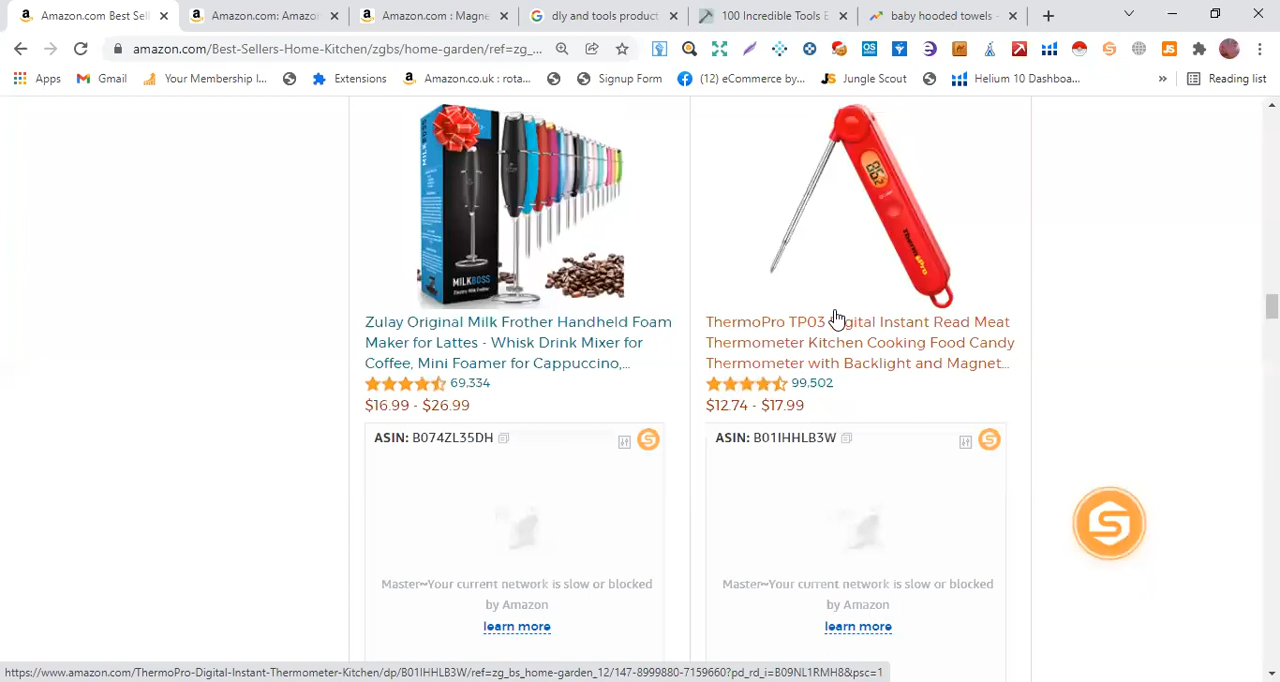 Amazon.com Best Sell
Amazon.com: Amazo
Amazon.com : Magne
dly and tools product
100 Incredible Tools E
baby hooded towels -
amazon.com/Best-Sellers-Home-Kitchen/zgbs/home-garden/ref=zg_...
Apps
Gmail
Your Membership I...
Extensions
Amazon.co.uk : rota...
Signup Form
(12) eCommerce by...
Jungle Scout
Helium 10 Dashboa...
»
Reading list
MILKBOSS
MILKBOSS
ThermoPro
Zulay Original Milk Frother Handheld Foam
Maker for Lattes - Whisk Drink Mixer for
Coffee, Mini Foamer for Cappuccino,...
69,334
$16.99 - $26.99
ThermoPro TP03 Digital Instant Read Meat
Thermometer Kitchen Cooking Food Candy
Thermometer with Backlight and Magnet...
99,502
$12.74 - $17.99
ASIN: B074ZL35DH
Master~Your current network is slow or blocked
by Amazon
learn more
ASIN: B01IHHLB3W
Master~Your current network is slow or blocked
by Amazon
learn more
https://www.amazon.com/ThermoPro-Digital-Instant-Thermometer-Kitchen/dp/B01IHHLB3W/ref=zg_bs_home-garden_12/147-8999880-7159660?pd_rd_i=B09NL1RMH8&psc=1